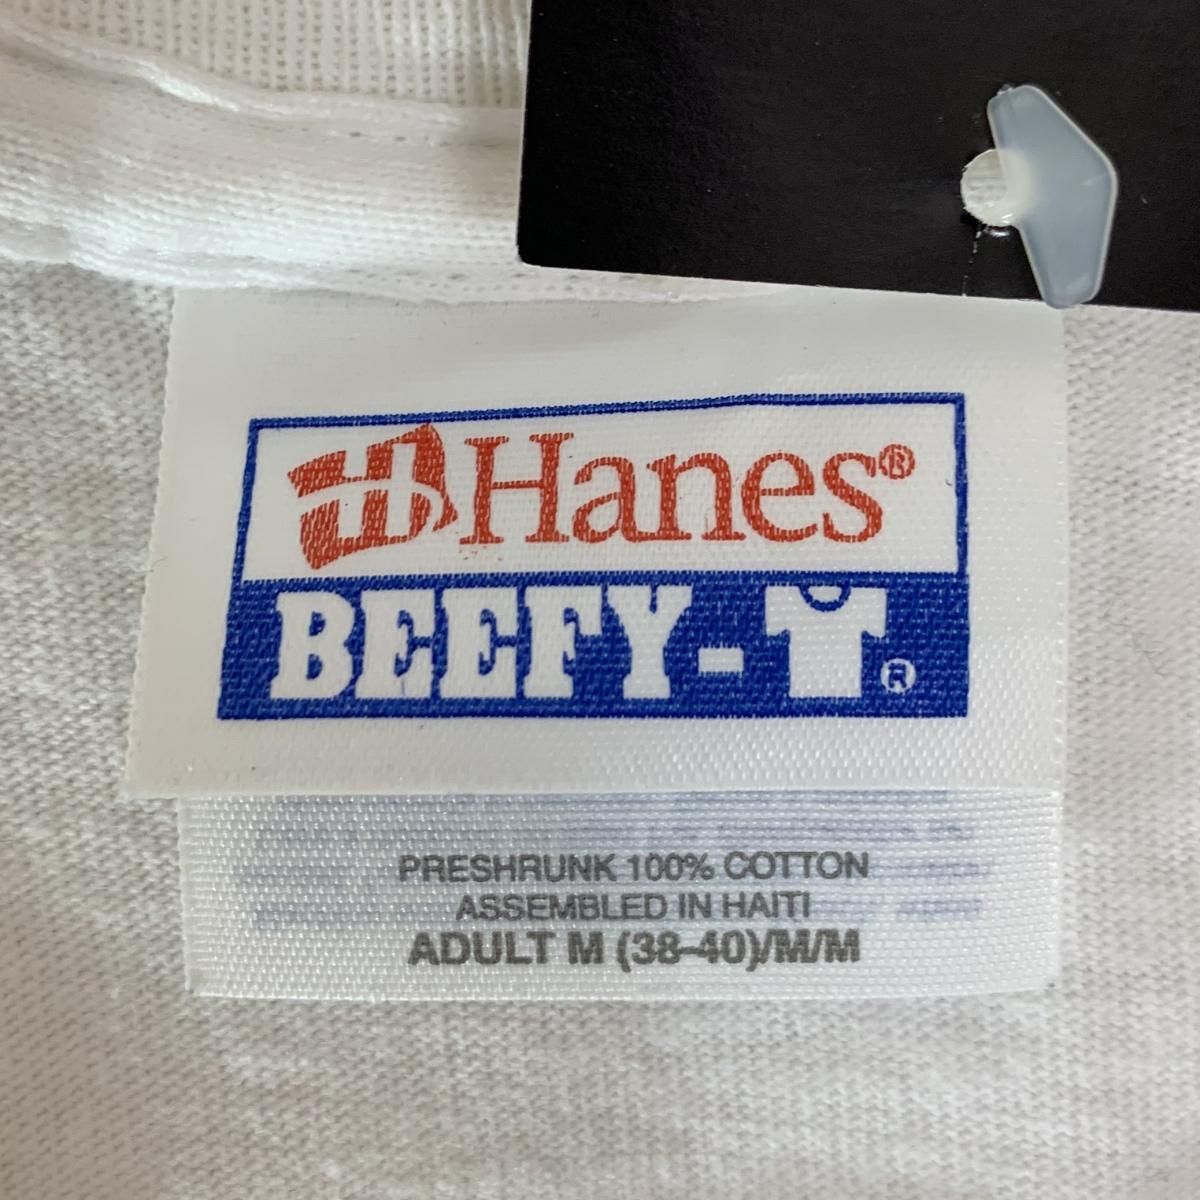 Hanes®
BEEFY-T®
PRESHRUNK 100% COTTON
ASSEMBLED IN HAITI
ADULT M (38-40)/M/M